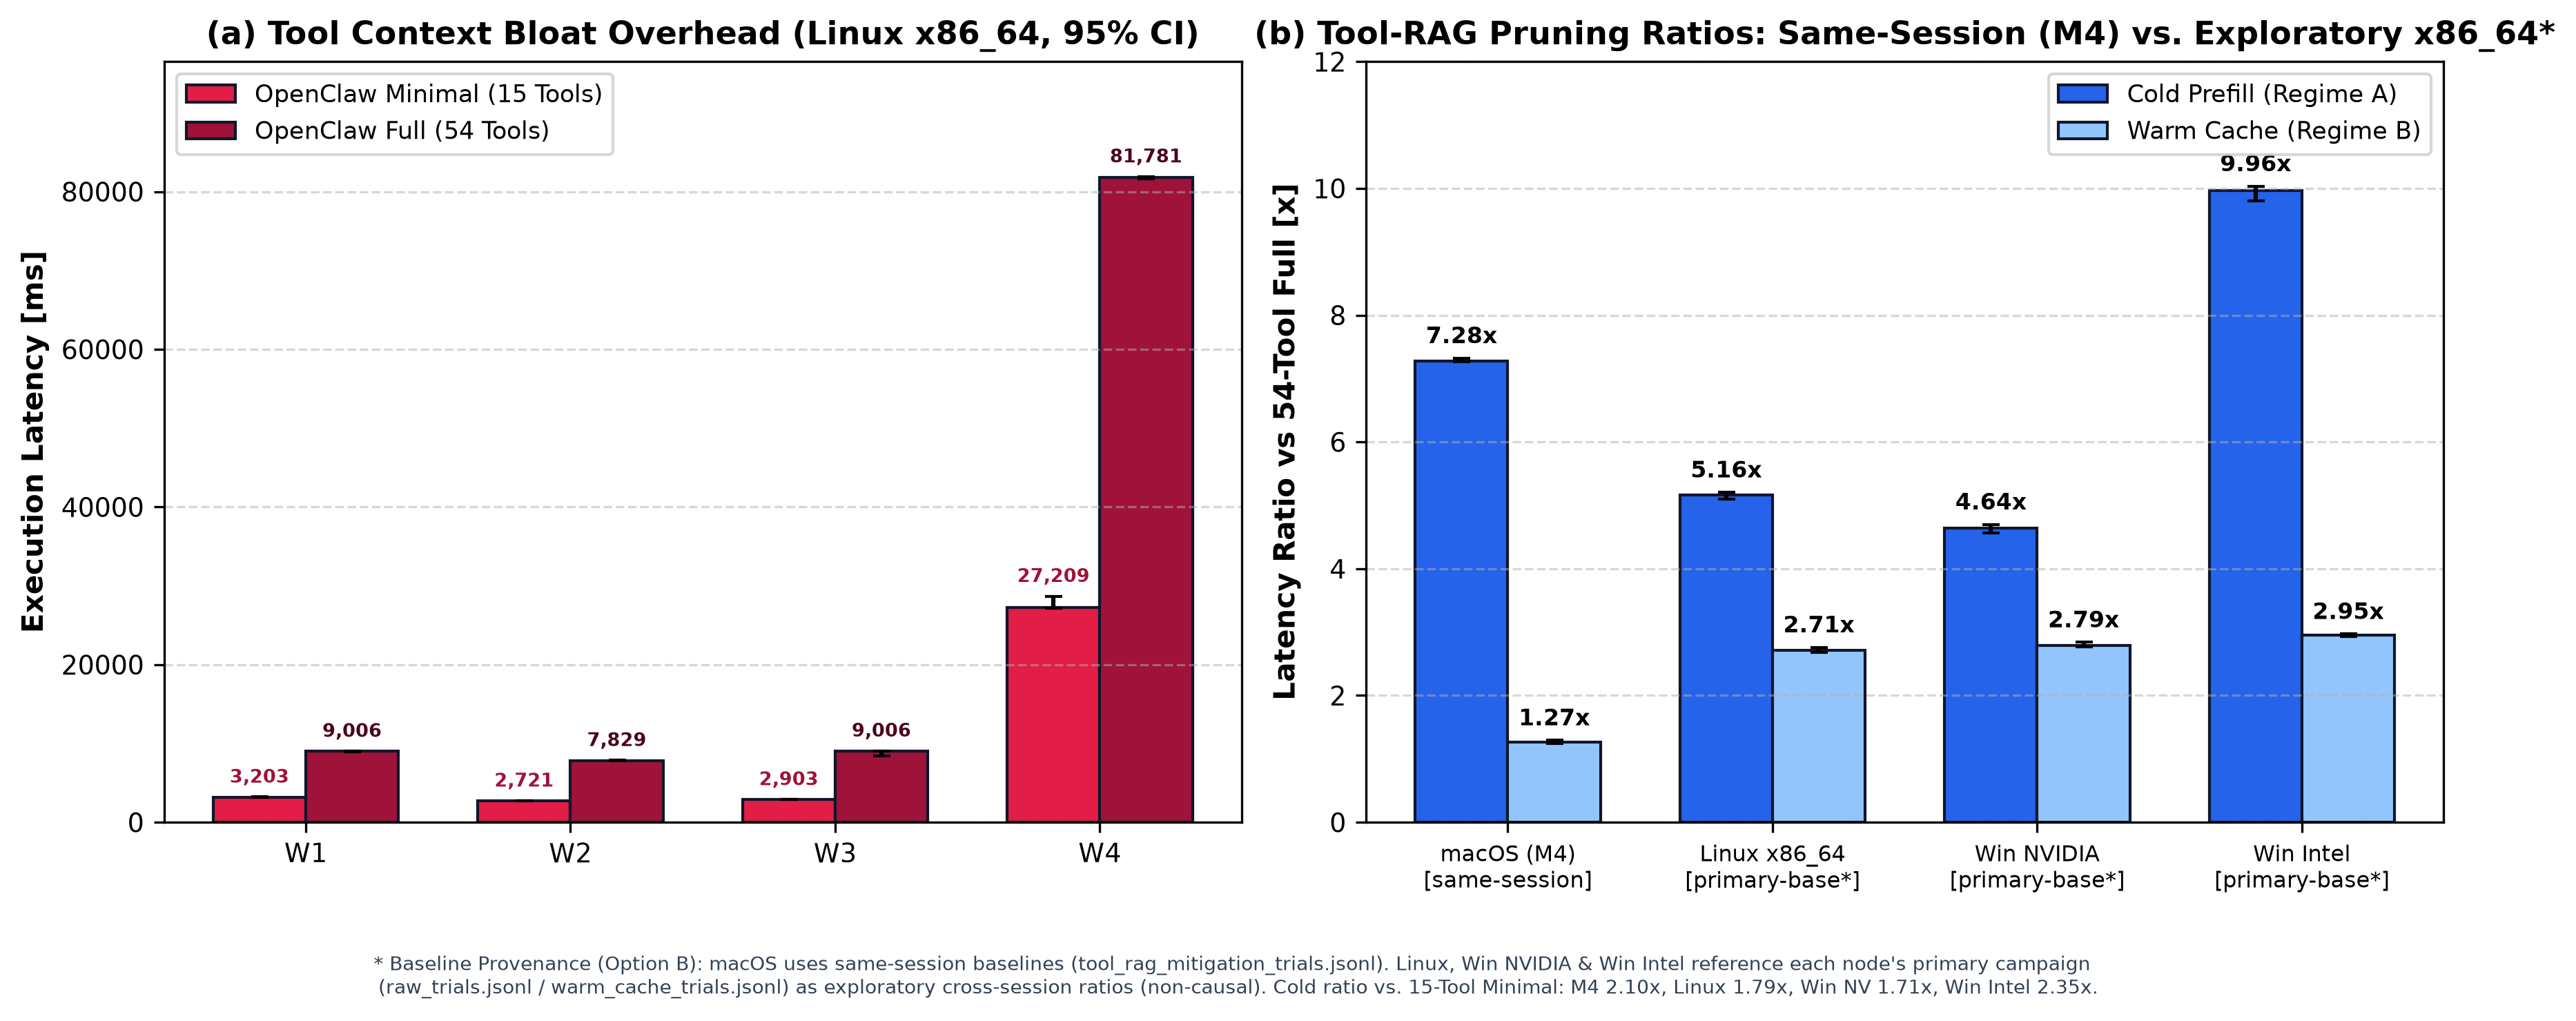 (a) Tool Context Bloat Overhead (Linux x86_64, 95% CI)
Execution Latency [ms]
80000
60000
40000
20000
0
OpenClaw Minimal (15 Tools)
OpenClaw Full (54 Tools)
3,203
9,006
2,721
7,829
2,903
9,006
27,209
81,781
W1
W2
W3
W4
(b) Tool-RAG Pruning Ratios: Same-Session (M4) vs. Exploratory x86_64*
Latency Ratio vs 54-Tool Full [x]
12
10
8
6
4
2
0
Cold Prefill (Regime A)
Warm Cache (Regime B)
7.28x
1.27x
5.16x
2.71x
4.64x
2.79x
9.96x
2.95x
macOS (M4)
[same-session]
Linux x86_64
[primary-base*]
Win NVIDIA
[primary-base*]
Win Intel
[primary-base*]
* Baseline Provenance (Option B): macOS uses same-session baselines (tool_rag_mitigation_trials.jsonl). Linux, Win NVIDIA & Win Intel reference each node's primary campaign
(raw_trials.jsonl / warm_cache_trials.jsonl) as exploratory cross-session ratios (non-causal). Cold ratio vs. 15-Tool Minimal: M4 2.10x, Linux 1.79x, Win NV 1.71x, Win Intel 2.35x.